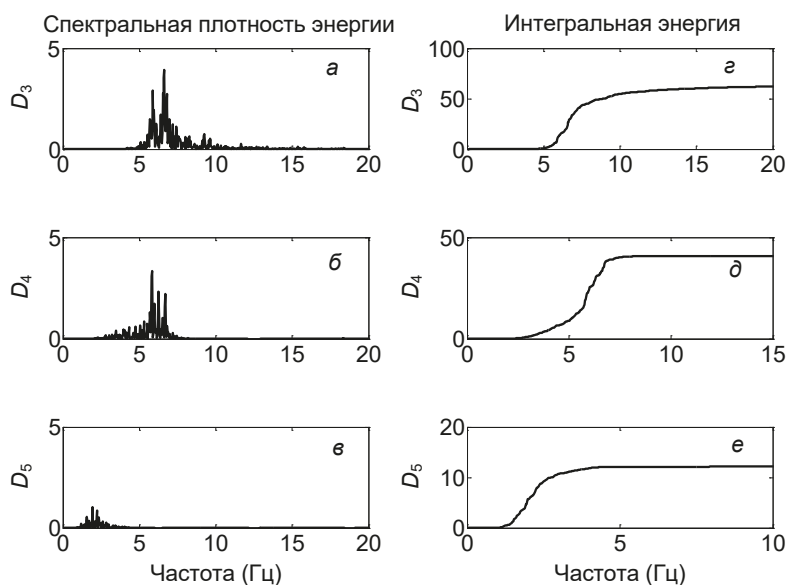 Спектральная плотность энергии
Интегральная энергия
5
D3
а
0
0 5 10 15 20
100
D3
50
г
0
0 5 10 15 20
5
D4
б
0
0 5 10 15 20
50
D4
д
0
0 5 10 15
5
D5
в
0
0 5 10 15 20
Частота (Гц)
20
D5
10
е
0
0 5 10
Частота (Гц)